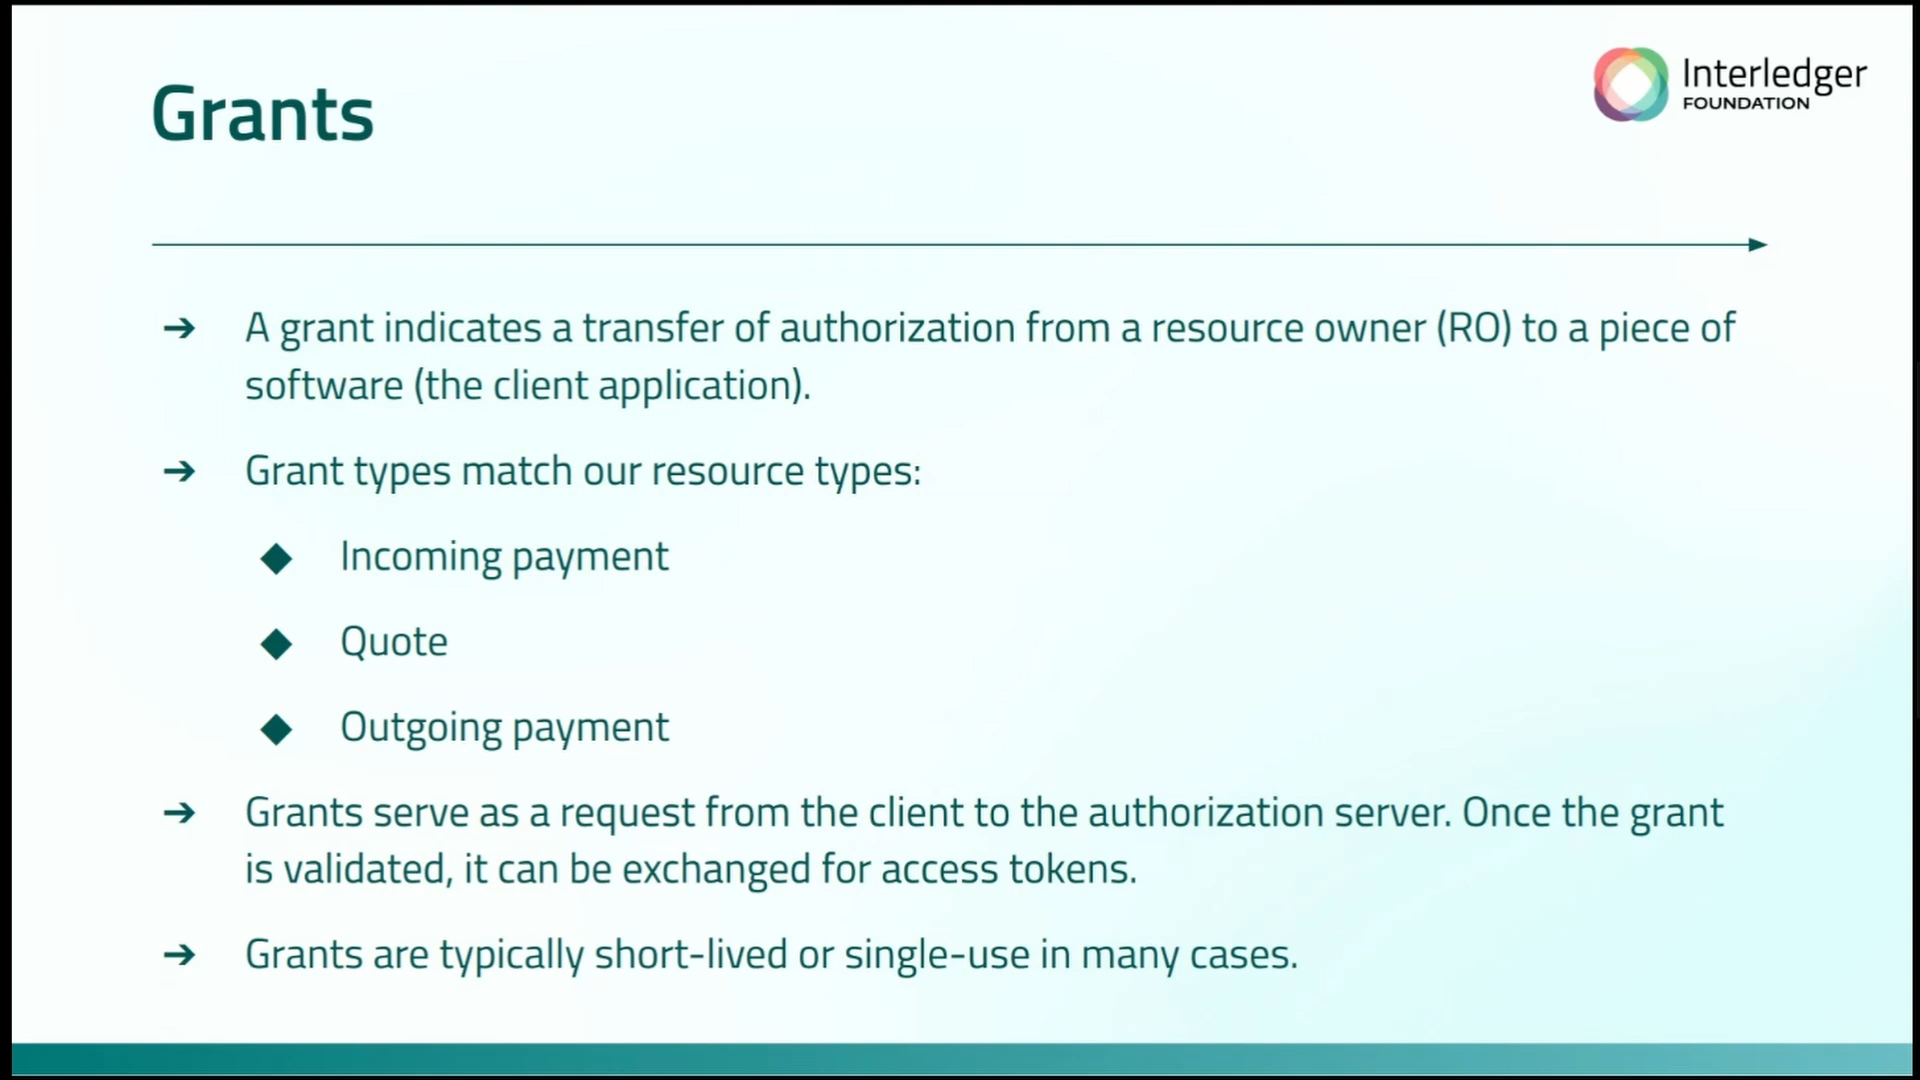 Grants
Interledger
FOUNDATION
➔ A grant indicates a transfer of authorization from a resource owner (RO) to a piece of
software (the client application).
➔ Grant types match our resource types:
◆ Incoming payment
◆ Quote
◆ Outgoing payment
➔ Grants serve as a request from the client to the authorization server. Once the grant
is validated, it can be exchanged for access tokens.
➔ Grants are typically short-lived or single-use in many cases.